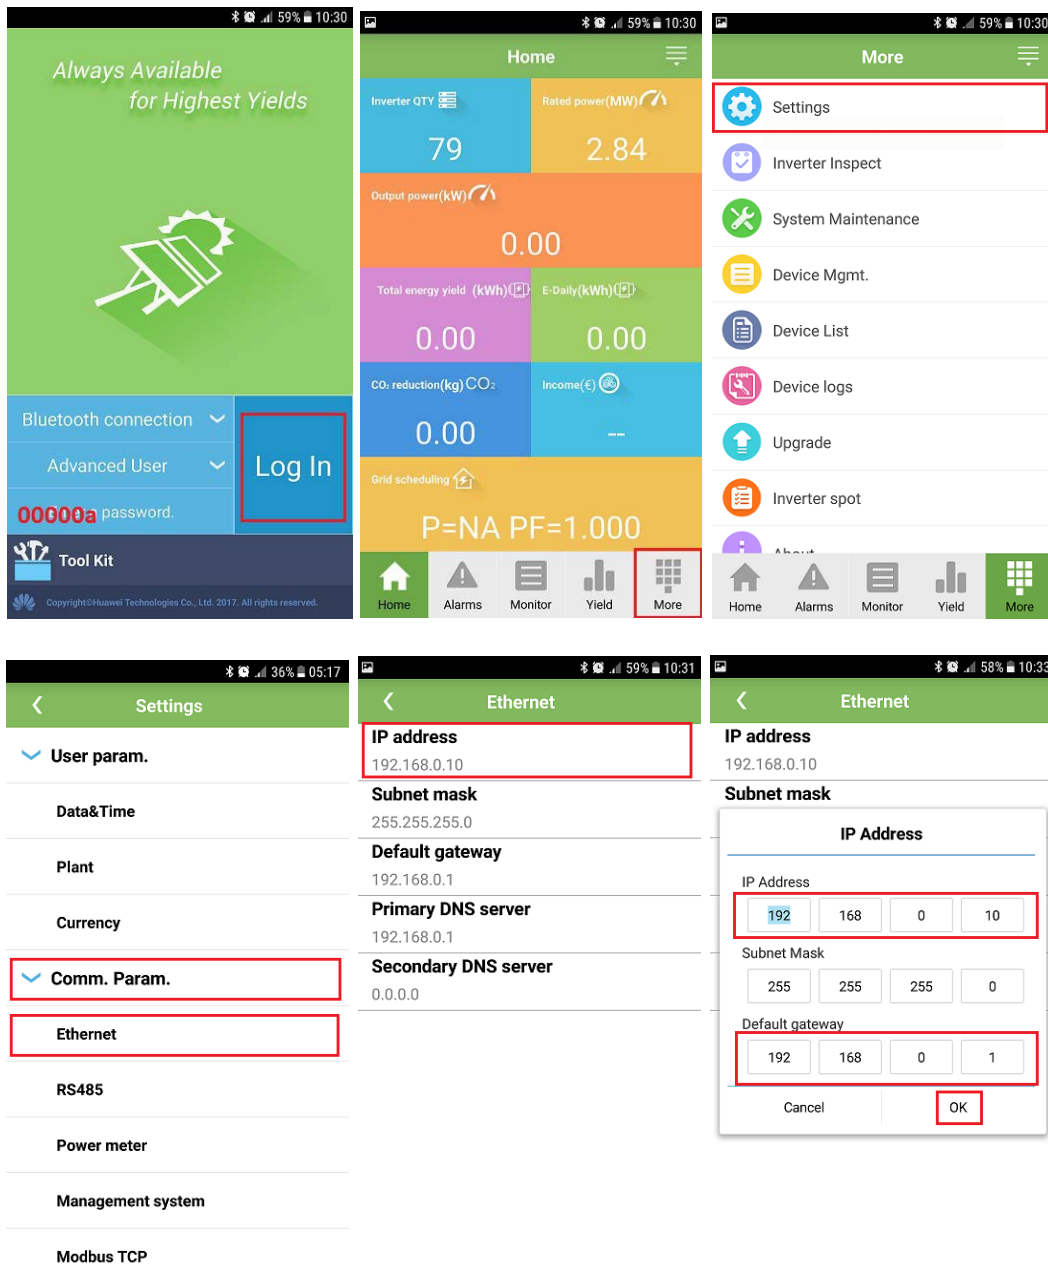 59% 10:30
Always Available
for Highest Yields
Bluetooth connection
Advanced User
Log In
00000a password.
Tool Kit
Copyright©Huawei Technologies Co., Ltd. 2017. All rights reserved.
59% 10:30
Home
Inverter QTY
79
Rated power(MW)
2.84
Output power(kW)
0.00
Total energy yield (kWh)
0.00
E-Daily(kWh)
0.00
CO₂ reduction(kg) CO₂
0.00
Income(€)
--
Grid scheduling
P=NA PF=1.000
Home
Alarms
Monitor
Yield
More
59% 10:30
More
Settings
Inverter Inspect
System Maintenance
Device Mgmt.
Device List
Device logs
Upgrade
Inverter spot
About
Home
Alarms
Monitor
Yield
More
36% 05:17
Settings
User param.
Data&Time
Plant
Currency
Comm. Param.
Ethernet
RS485
Power meter
Management system
Modbus TCP
59% 10:31
Ethernet
IP address
192.168.0.10
Subnet mask
255.255.255.0
Default gateway
192.168.0.1
Primary DNS server
192.168.0.1
Secondary DNS server
0.0.0.0
58% 10:33
Ethernet
IP address
192.168.0.10
Subnet mask
IP Address
IP Address
192 168 0 10
Subnet Mask
255 255 255 0
Default gateway
192 168 0 1
Cancel OK